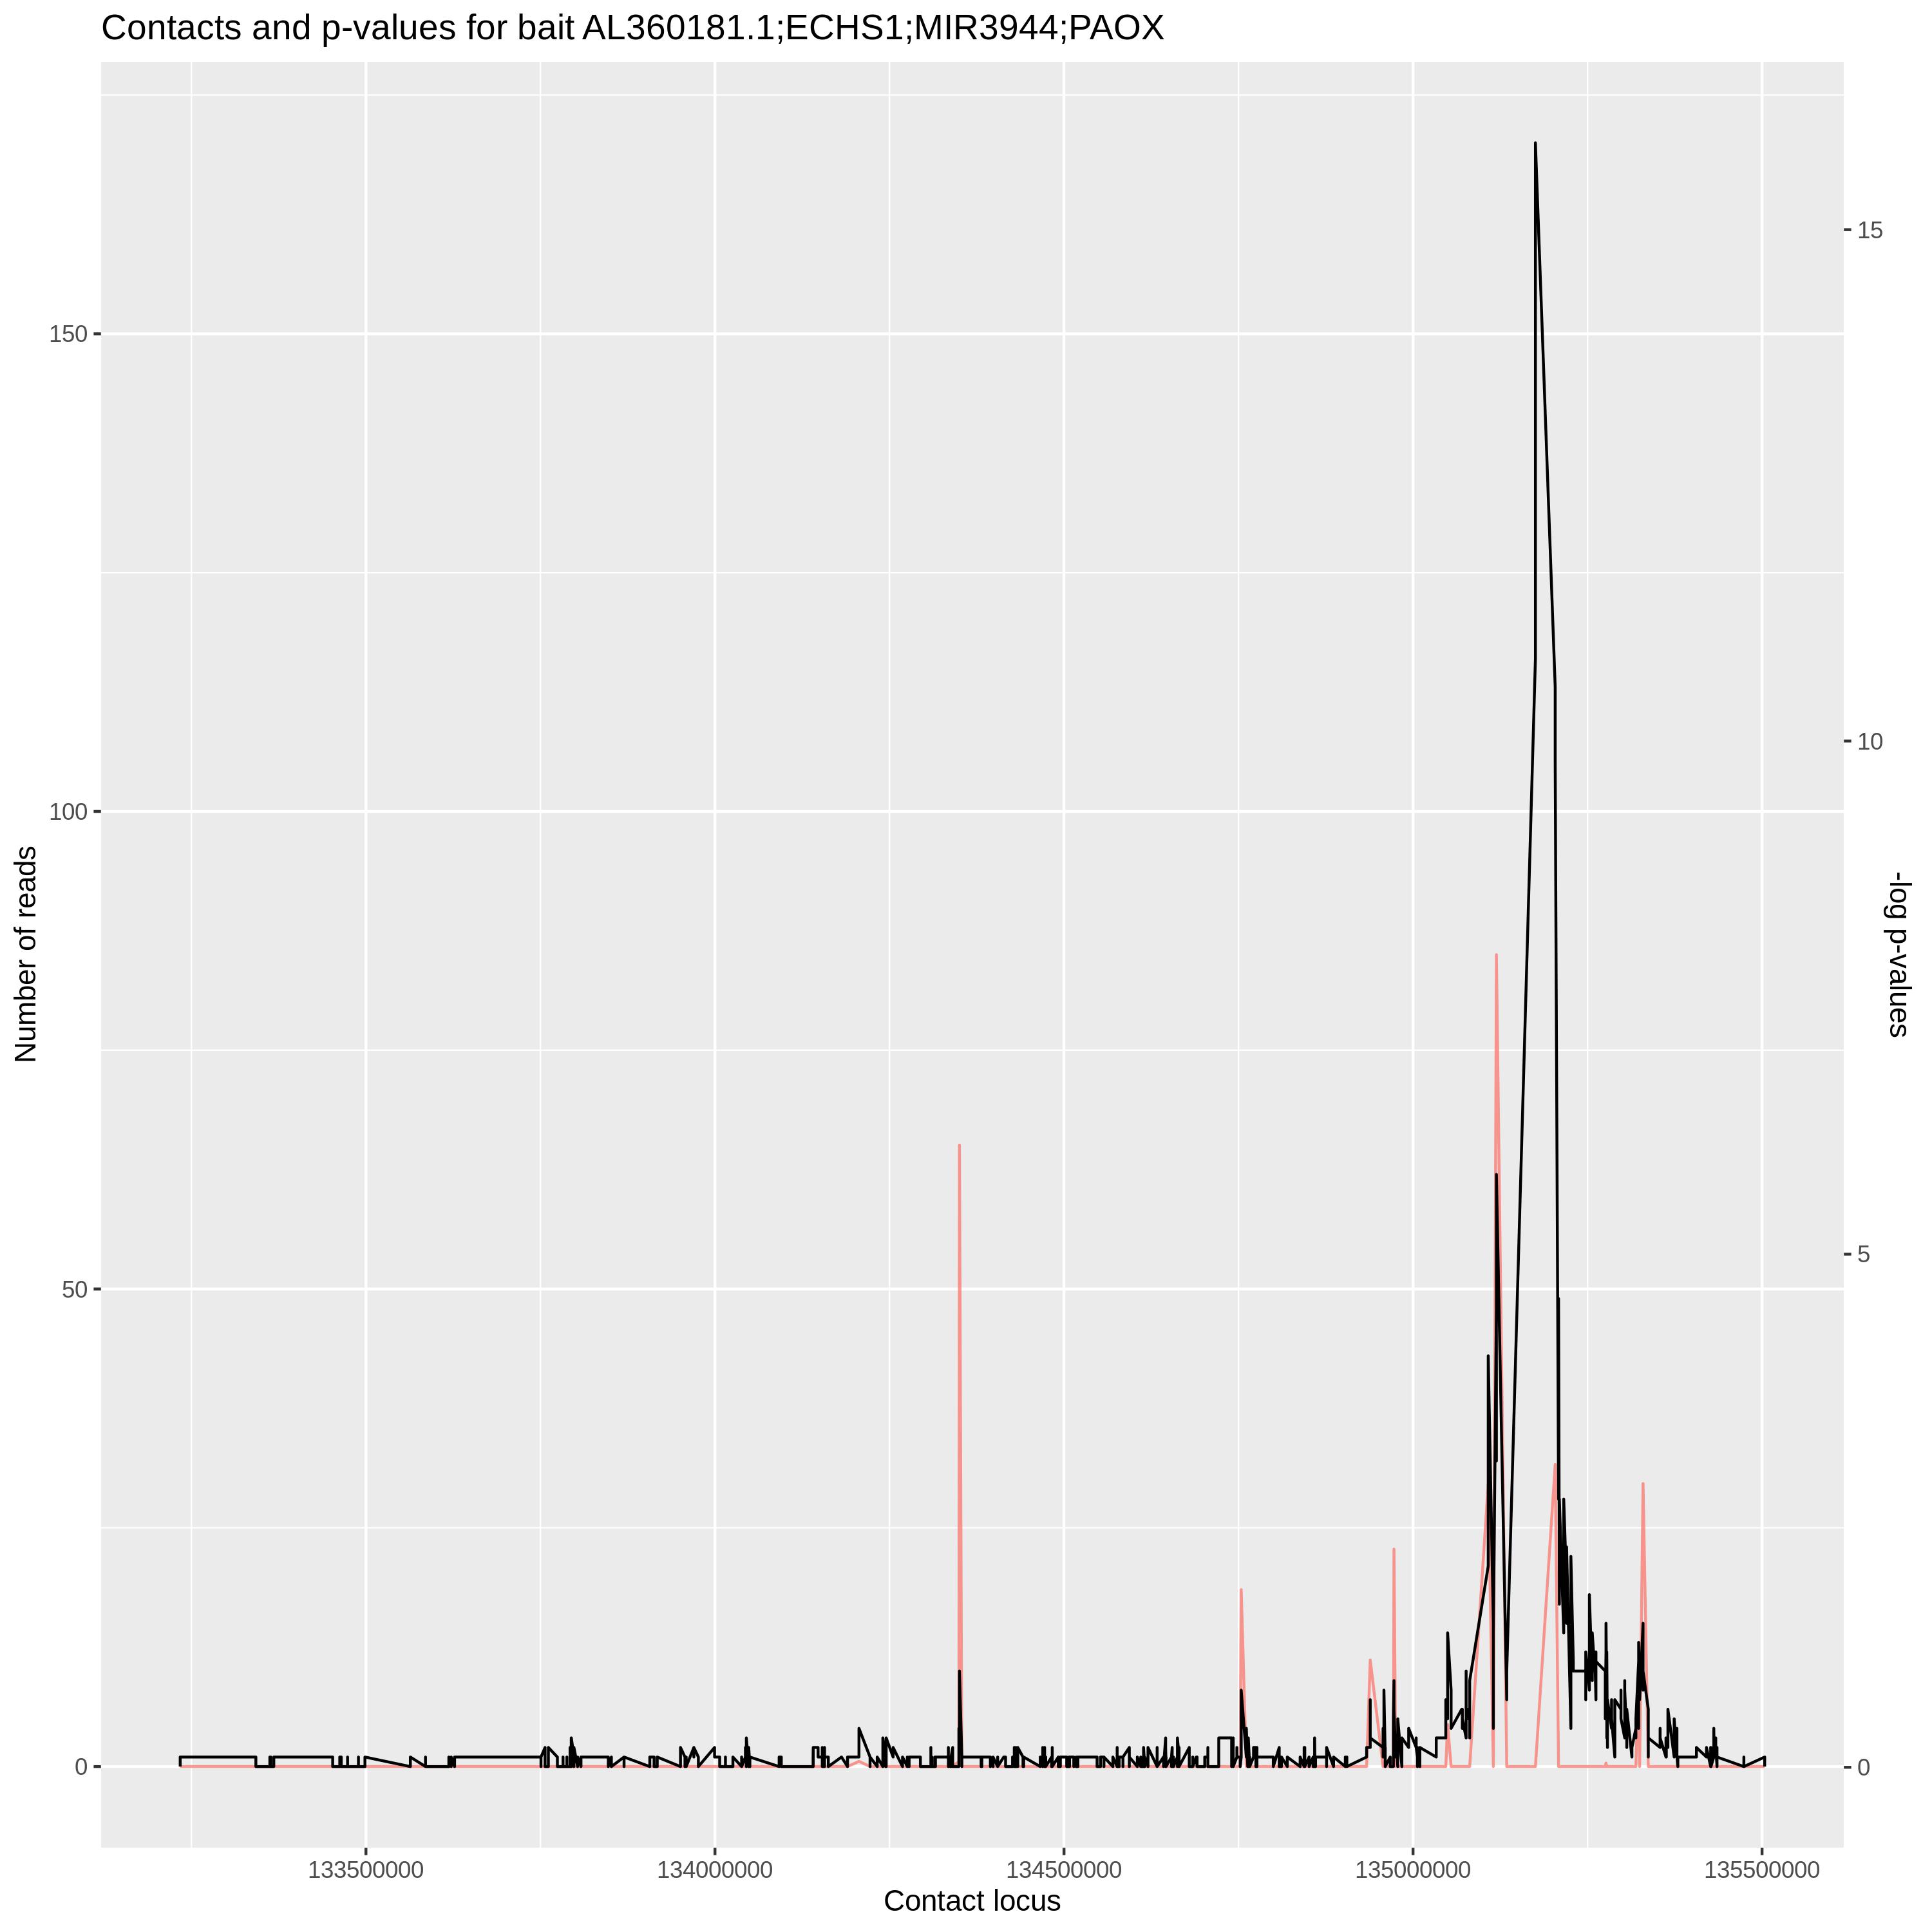 Contacts and p-values for bait AL360181.1;ECHS1;MIR3944;PAOX
Number of reads
150
100
50
0
15
10
5
0
-log p-values
133500000 134000000 134500000 135000000 135500000
Contact locus